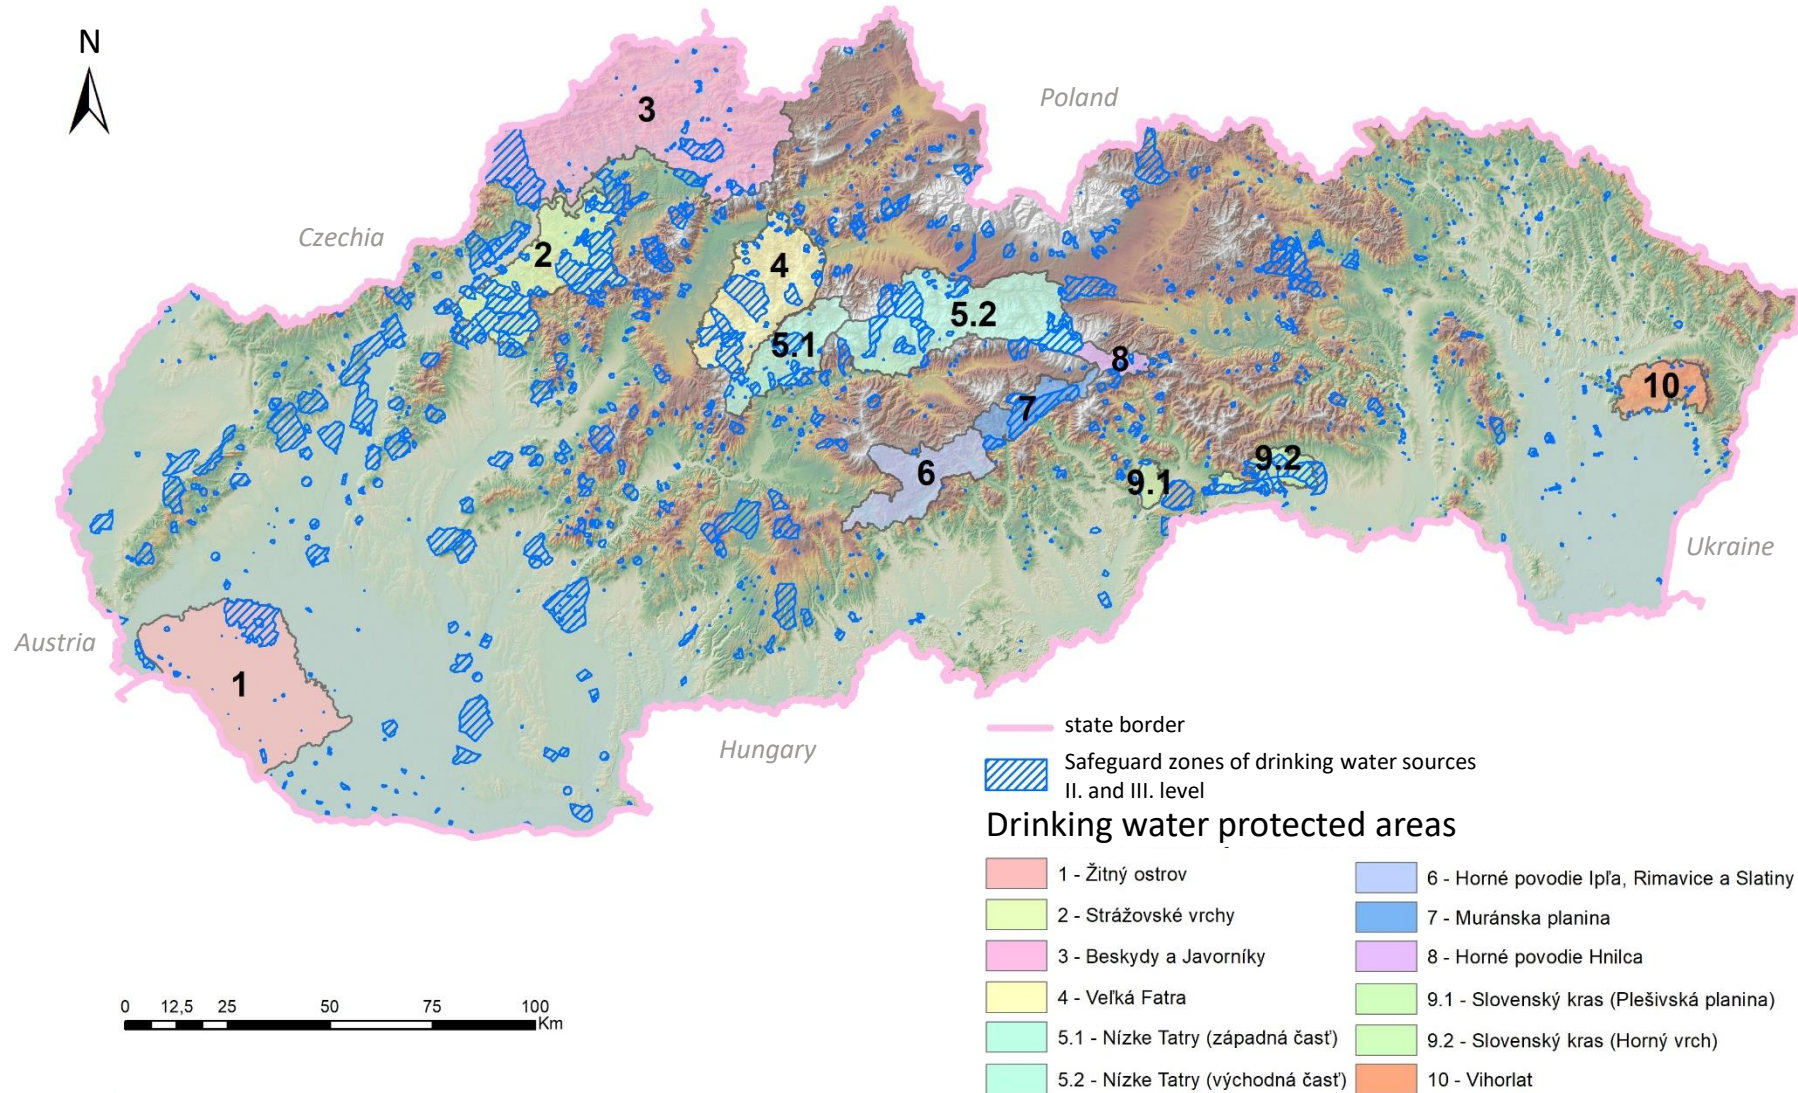 N
Poland
3
Czechia
2
4
5.2
5.1
8
7
10
9.2
6
9.1
Ukraine
Austria
1
Hungary
state border
Safeguard zones of drinking water sources
II. and III. level
Drinking water protected areas
1 - Žitný ostrov
2 - Strážovské vrchy
3 - Beskydy a Javorníky
4 - Veľká Fatra
5.1 - Nízke Tatry (západná časť)
5.2 - Nízke Tatry (východná časť)
6 - Horné povodie Ipľa, Rimavice a Slatiny
7 - Muránska planina
8 - Horné povodie Hnilca
9.1 - Slovenský kras (Plešivská planina)
9.2 - Slovenský kras (Horný vrch)
10 - Vihorlat
0 12,5 25 50 75 100
Km